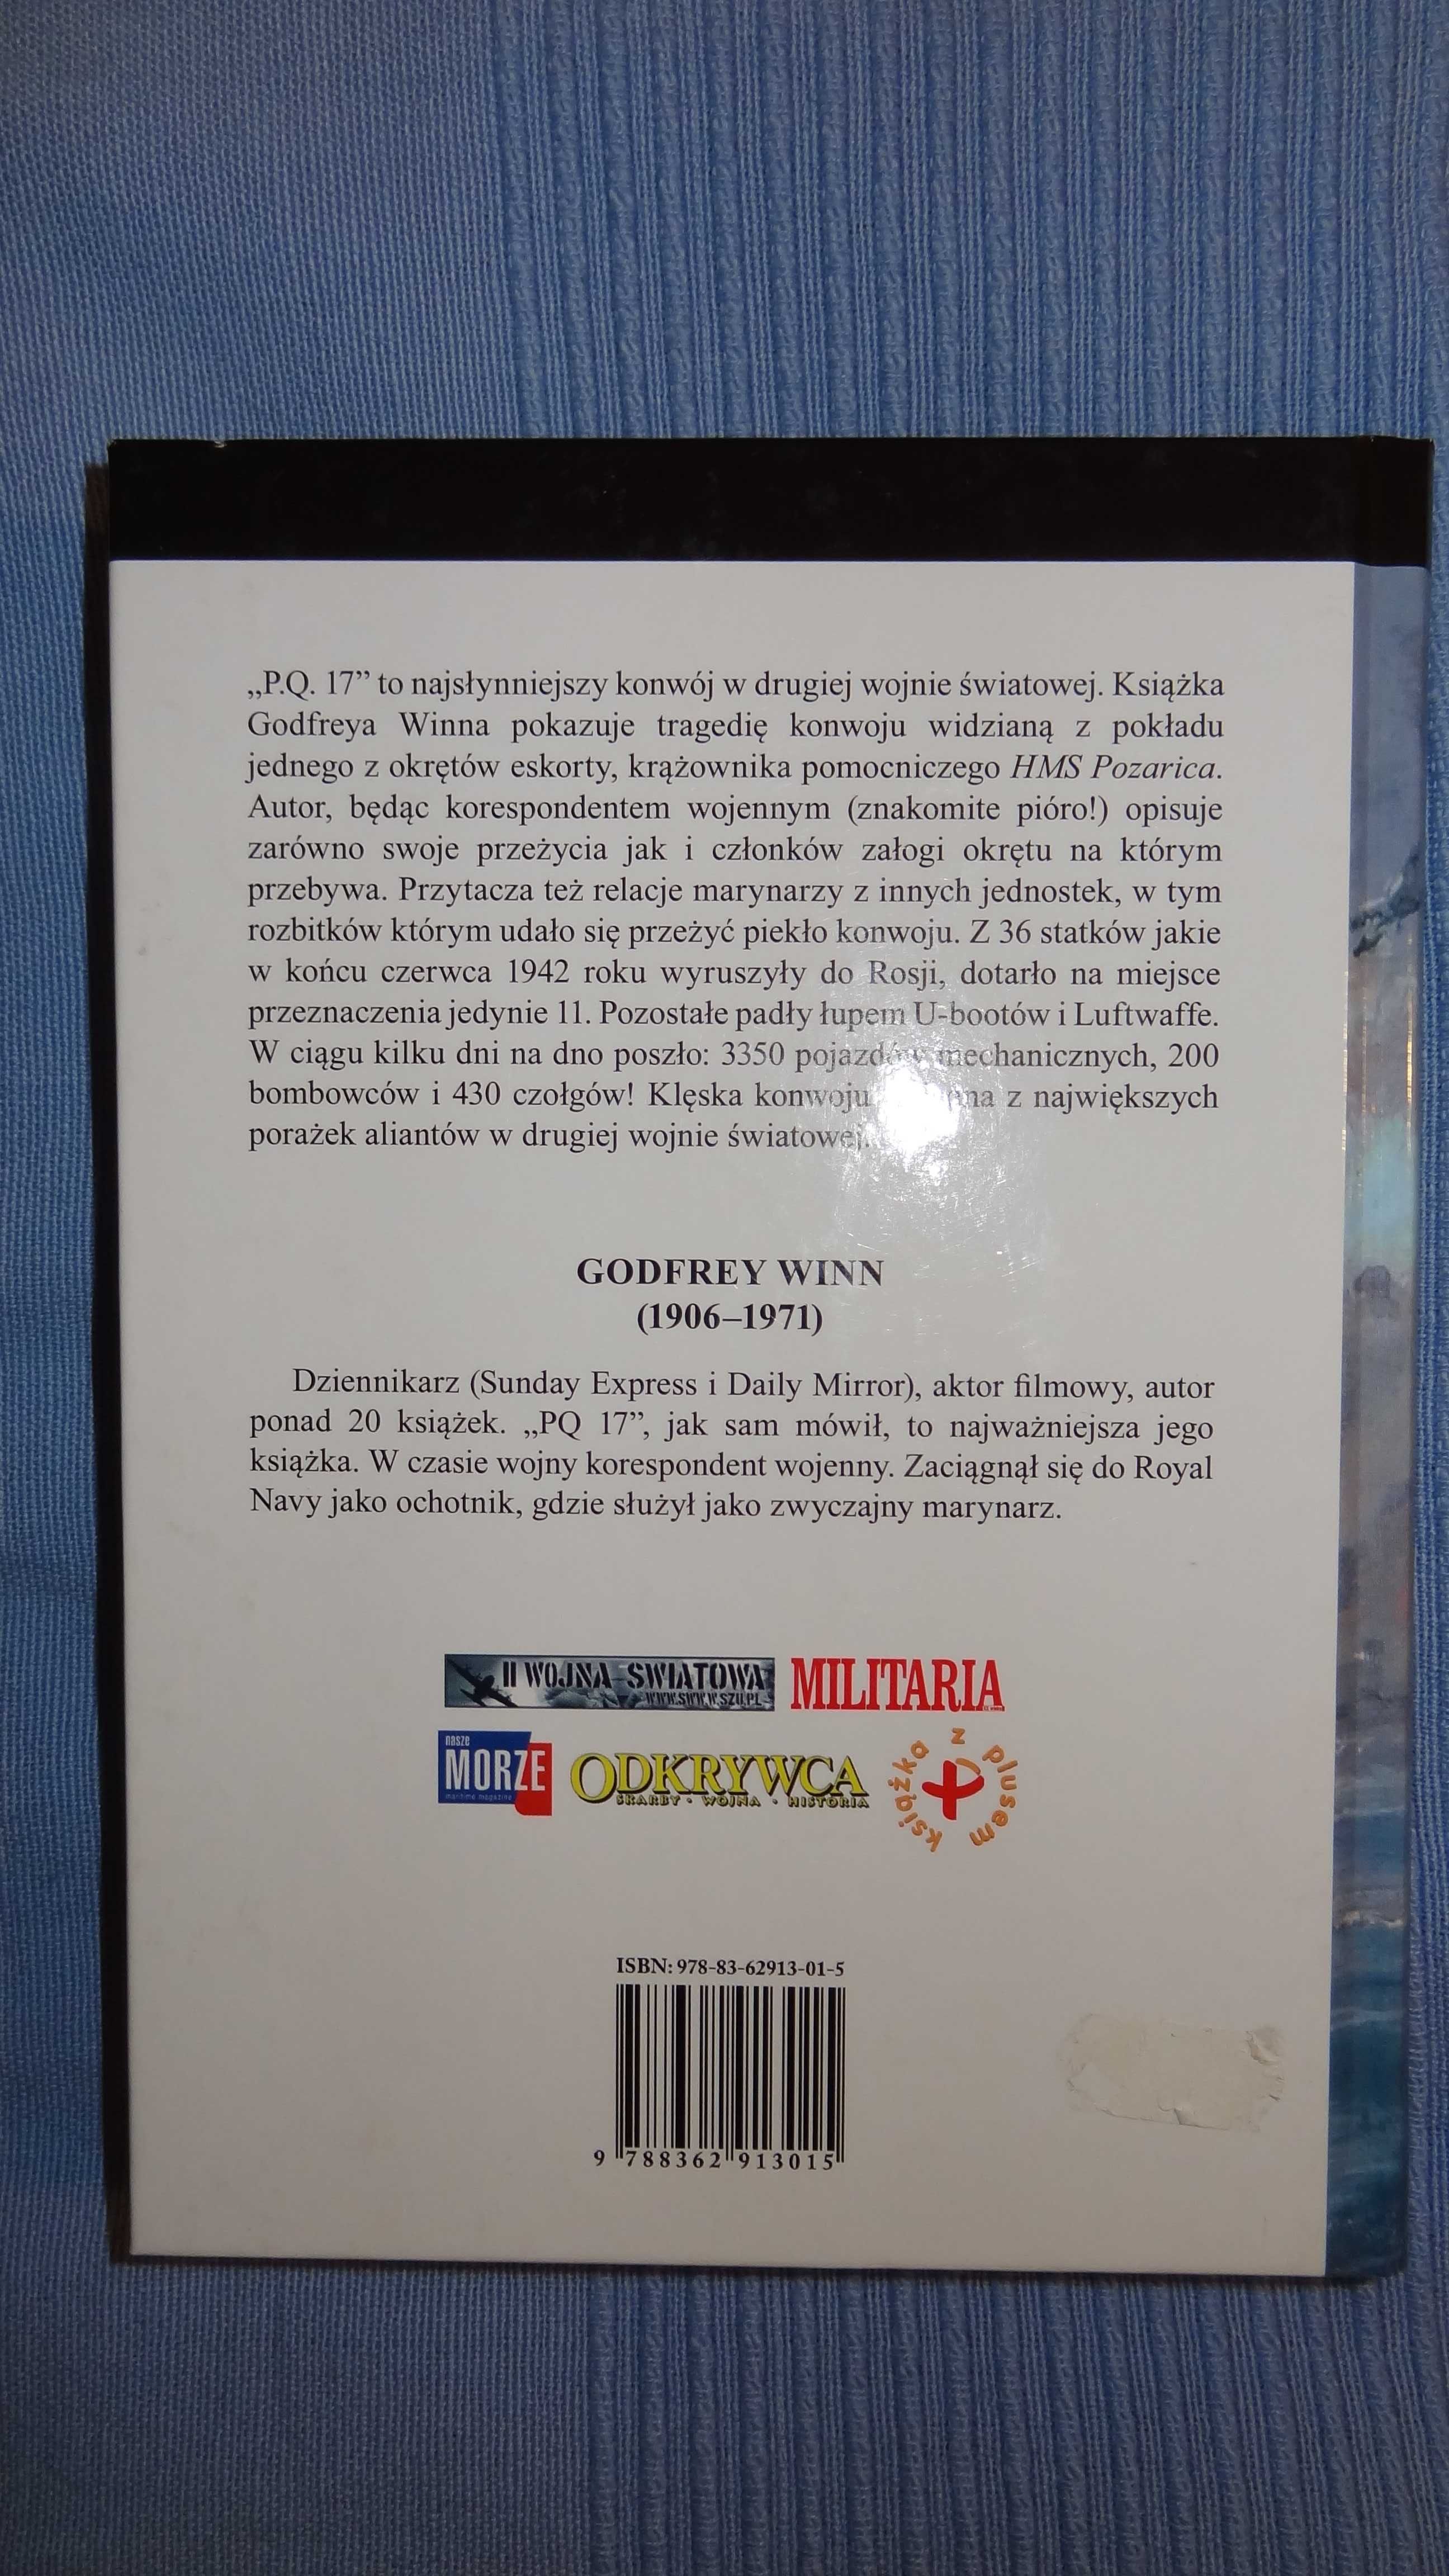 „P.Q. 17” to najsłynniejszy konwój w drugiej wojnie światowej. Książka
Godfreya Winna pokazuje tragedię konwoju widzianą z pokładu
jednego z okrętów eskorty, krążownika pomocniczego HMS Pozarica.
Autor, będąc korespondentem wojennym (znakomite pióro!) opisuje
zarówno swoje przeżycia jak i członków załogi okrętu na którym
przebywa. Przytacza też relacje marynarzy z innych jednostek, w tym
rozbitków którym udało się przeżyć piekło konwoju. Z 36 statków jakie
w końcu czerwca 1942 roku wyruszyły do Rosji, dotarło na miejsce
przeznaczenia jedynie 11. Pozostałe padły łupem U-bootów i Luftwaffe.
W ciągu kilku dni na dno poszło: 3350 pojazdów mechanicznych, 200
bombowców i 430 czołgów! Klęska konwoju z największych
porażek aliantów w drugiej wojnie światowej.
GODFREY WINN
(1906–1971)
Dziennikarz (Sunday Express i Daily Mirror), aktor filmowy, autor
ponad 20 książek. „PQ 17”, jak sam mówił, to najważniejsza jego
książka. W czasie wojny korespondent wojenny. Zaciągnął się do Royal
Navy jako ochotnik, gdzie służył jako zwyczajny marynarz.
II WOJNA ŚWIATOWA
WWW.SWW.W.SZU.PL
MILITARIA
nasze
MORZE
maritime magazine
ODKRYWCA
SKARBY • WOJNA • HISTORIA
książka z plusem
ISBN: 978-83-62913-01-5
9 788362 913015